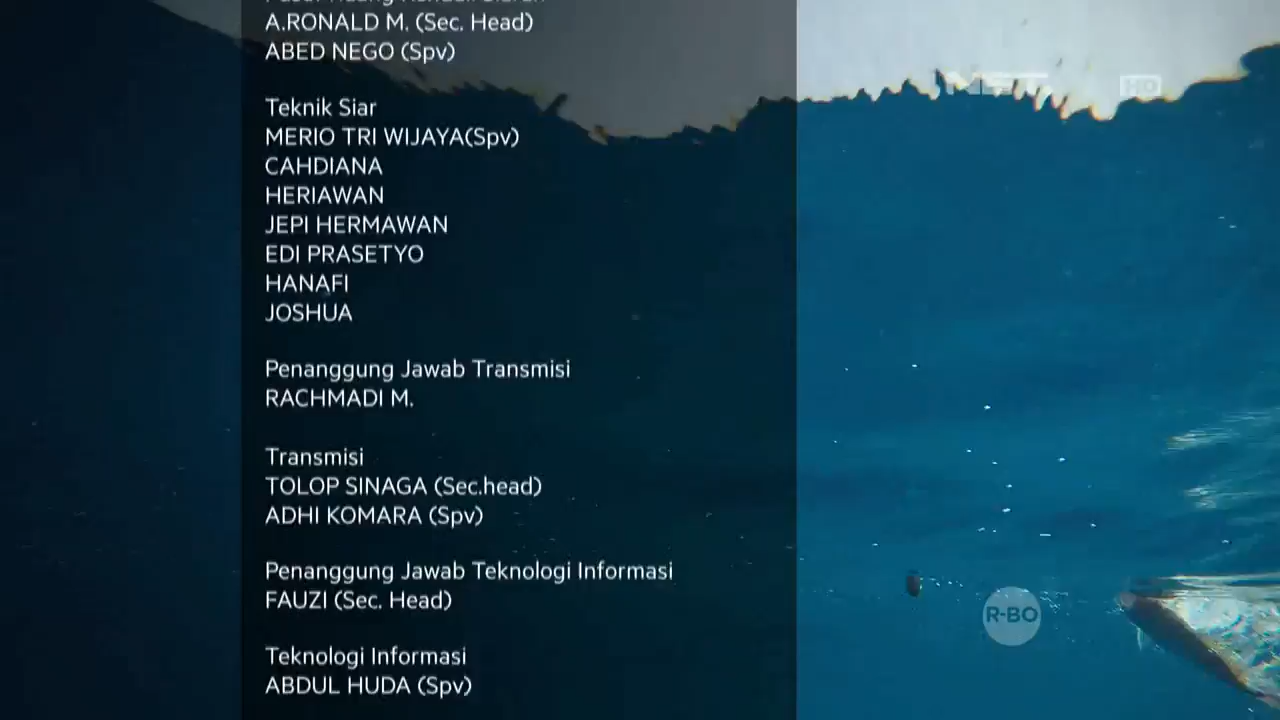 A.RONALD M. (Sec. Head)
ABED NEGO (Spv)
Teknik Siar
MERIO TRI WIJAYA(Spv)
CAHDIANA
HERIAWAN
JEPI HERMAWAN
EDI PRASETYO
HANAFI
JOSHUA
Penanggung Jawab Transmisi
RACHMADI M.
Transmisi
TOLOP SINAGA (Sec.head)
ADHI KOMARA (Spv)
Penanggung Jawab Teknologi Informasi
FAUZI (Sec. Head)
Teknologi Informasi
ABDUL HUDA (Spv)
NET.
HD
R-BO